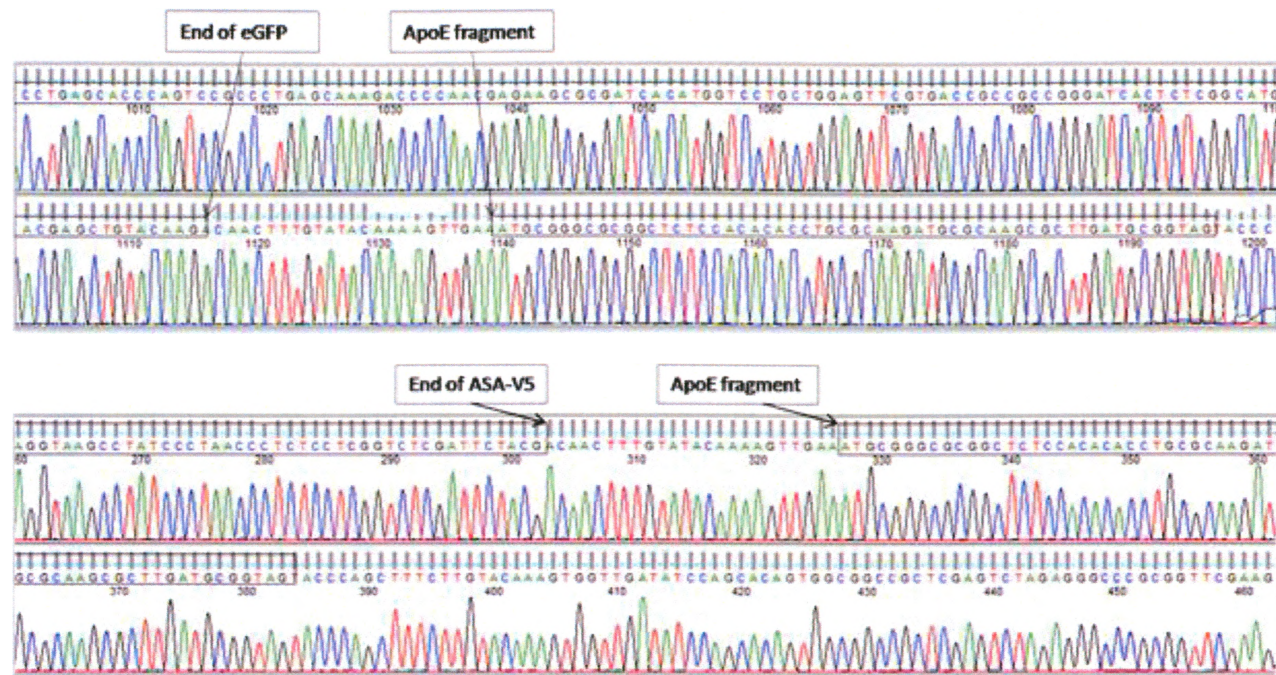 End of eGFP
ApoE fragment
CCTGAGCACCCAGTCCGCCCTGAGCAAAGACCCCAACGAGAAGCGCGATCACATGGTCCTGCTGGAGTTCGTGACCGCCGCCGGGATCACTCTCGGCATG
1010 1020 1030 1040 1050 1060 1070 1080 1090
ACGAGCTGTACAAGACAACTTTGTATACAAAAGTTGAAATGCGGGCGCGGCTCTCCACACACCTGCGCAAGATGCGCAAGCGCTTGATGCGGTAGTACCC
1110 1120 1130 1140 1150 1160 1170 1180 1190 1200
End of ASA-V5
ApoE fragment
AGGTAAGCCTATCCCTAACCCTCTCCTCGGTCTCGATTCTACGACAACTTTGTATACAAAAGTTGAAATGCGGGCGCGGCTCTCCACACACCTGCGCAAGAT
60 270 280 290 300 310 320 330 340 350 360
GCGCAAGCGCTTGATGCGGTAGTACCCAGCTTTCTTGTACAAAGTGGTTGATATCCAGCACAGTGGCGGCCGCTCGAGTCTAGAGGGCCCGCGGTTCGAAG
370 380 390 400 410 420 430 440 450 460